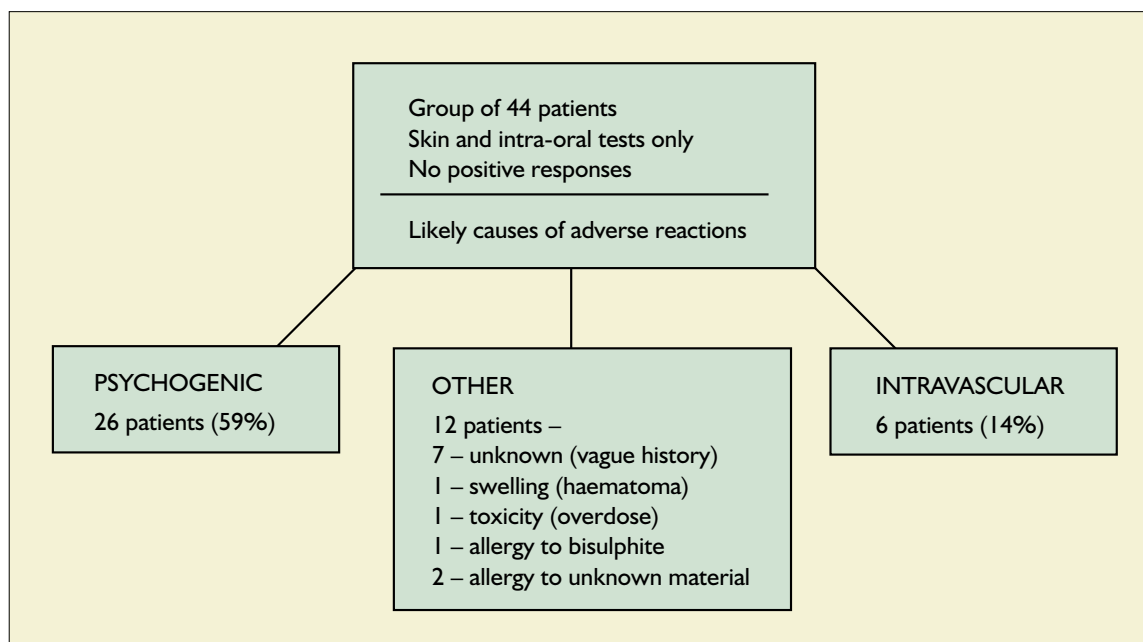 Group of 44 patients
Skin and intra-oral tests only
No positive responses
Likely causes of adverse reactions
PSYCHOGENIC
26 patients (59%)
OTHER
12 patients –
7 – unknown (vague history)
1 – swelling (haematoma)
1 – toxicity (overdose)
1 – allergy to bisulphite
2 – allergy to unknown material
INTRAVASCULAR
6 patients (14%)